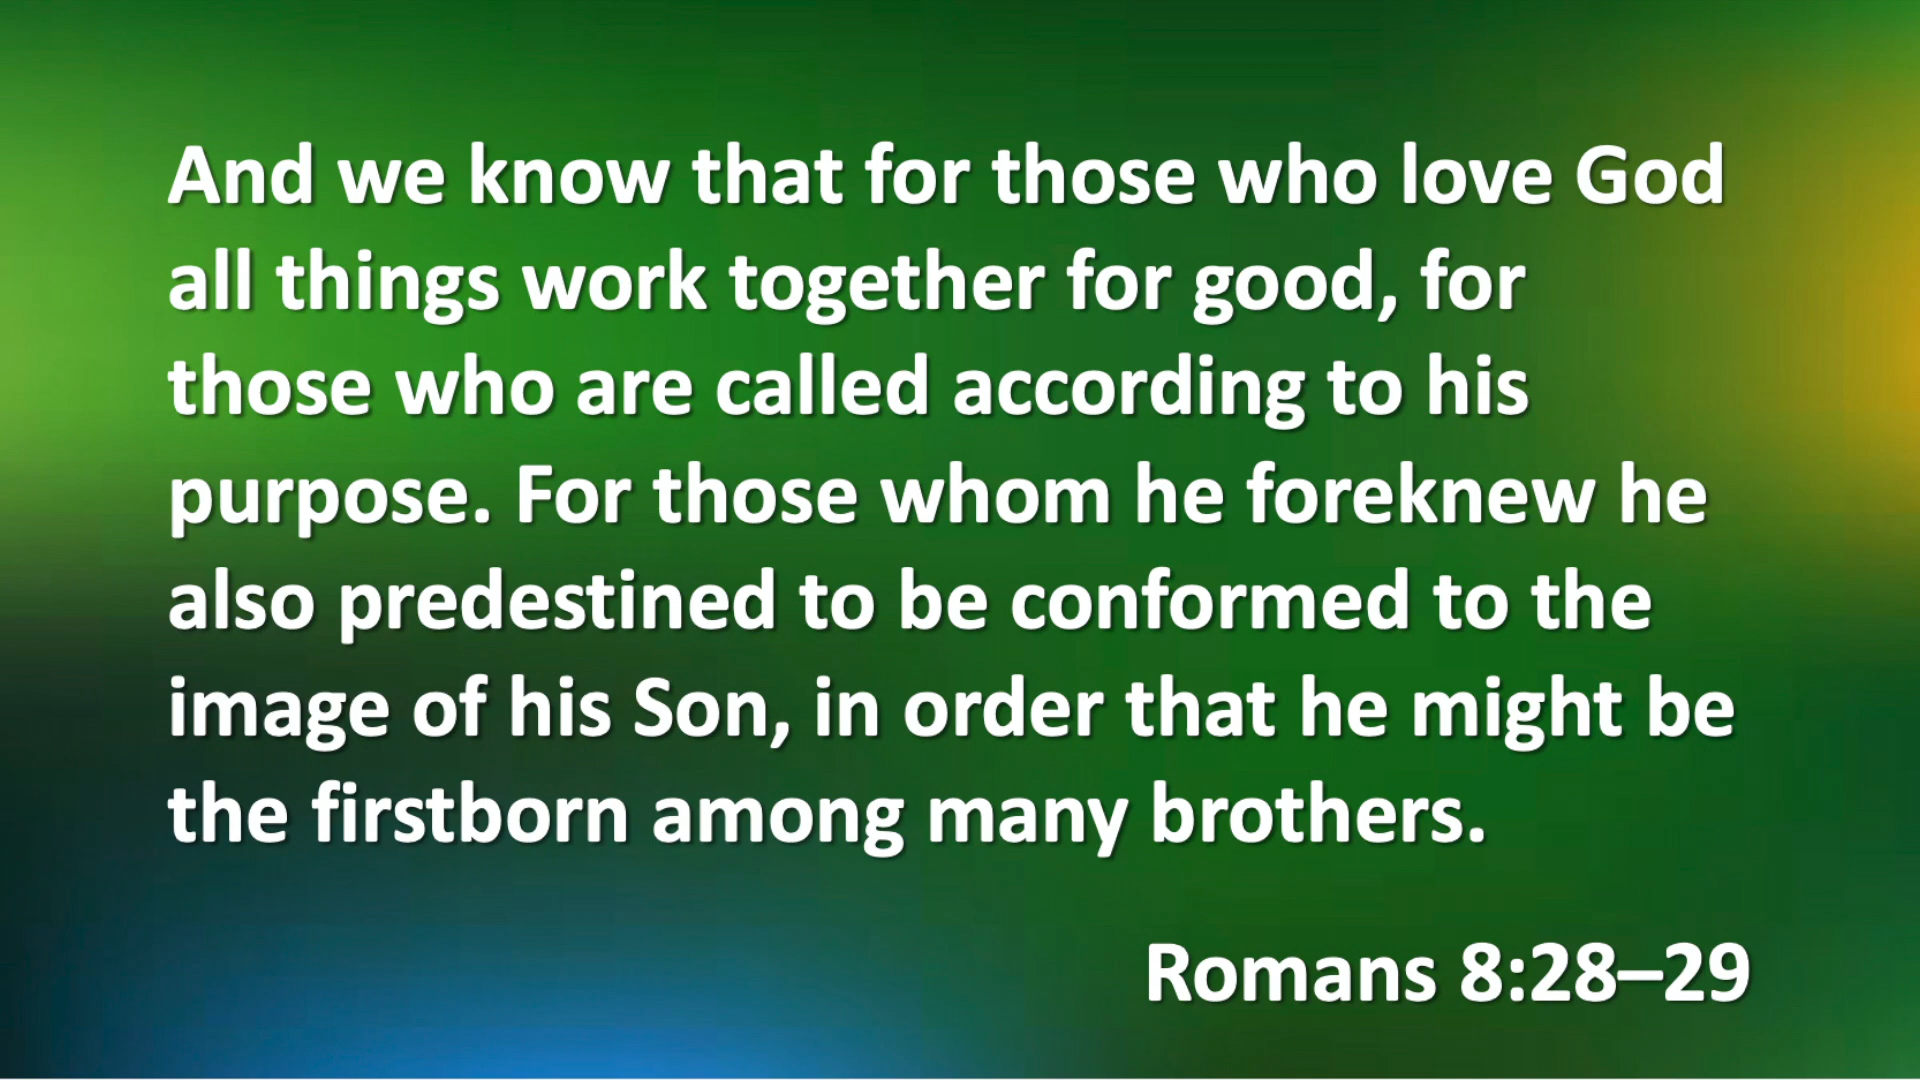 And we know that for those who love God
all things work together for good, for
those who are called according to his
purpose. For those whom he foreknew he
also predestined to be conformed to the
image of his Son, in order that he might be
the firstborn among many brothers.
Romans 8:28–29